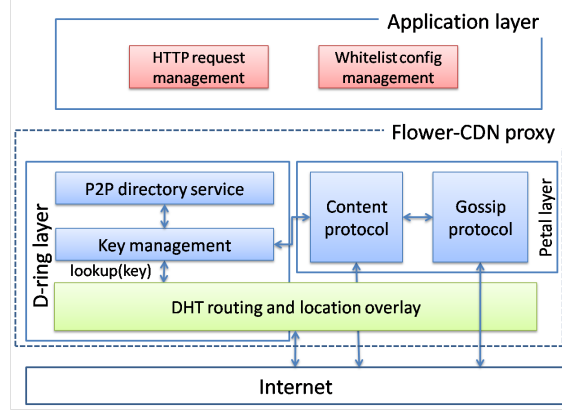 Application layer
HTTP request
management
Whitelist config
management
Flower-CDN proxy
D-ring layer
P2P directory service
Key management
lookup(key)
Content
protocol
Gossip
protocol
Petal layer
DHT routing and location overlay
Internet